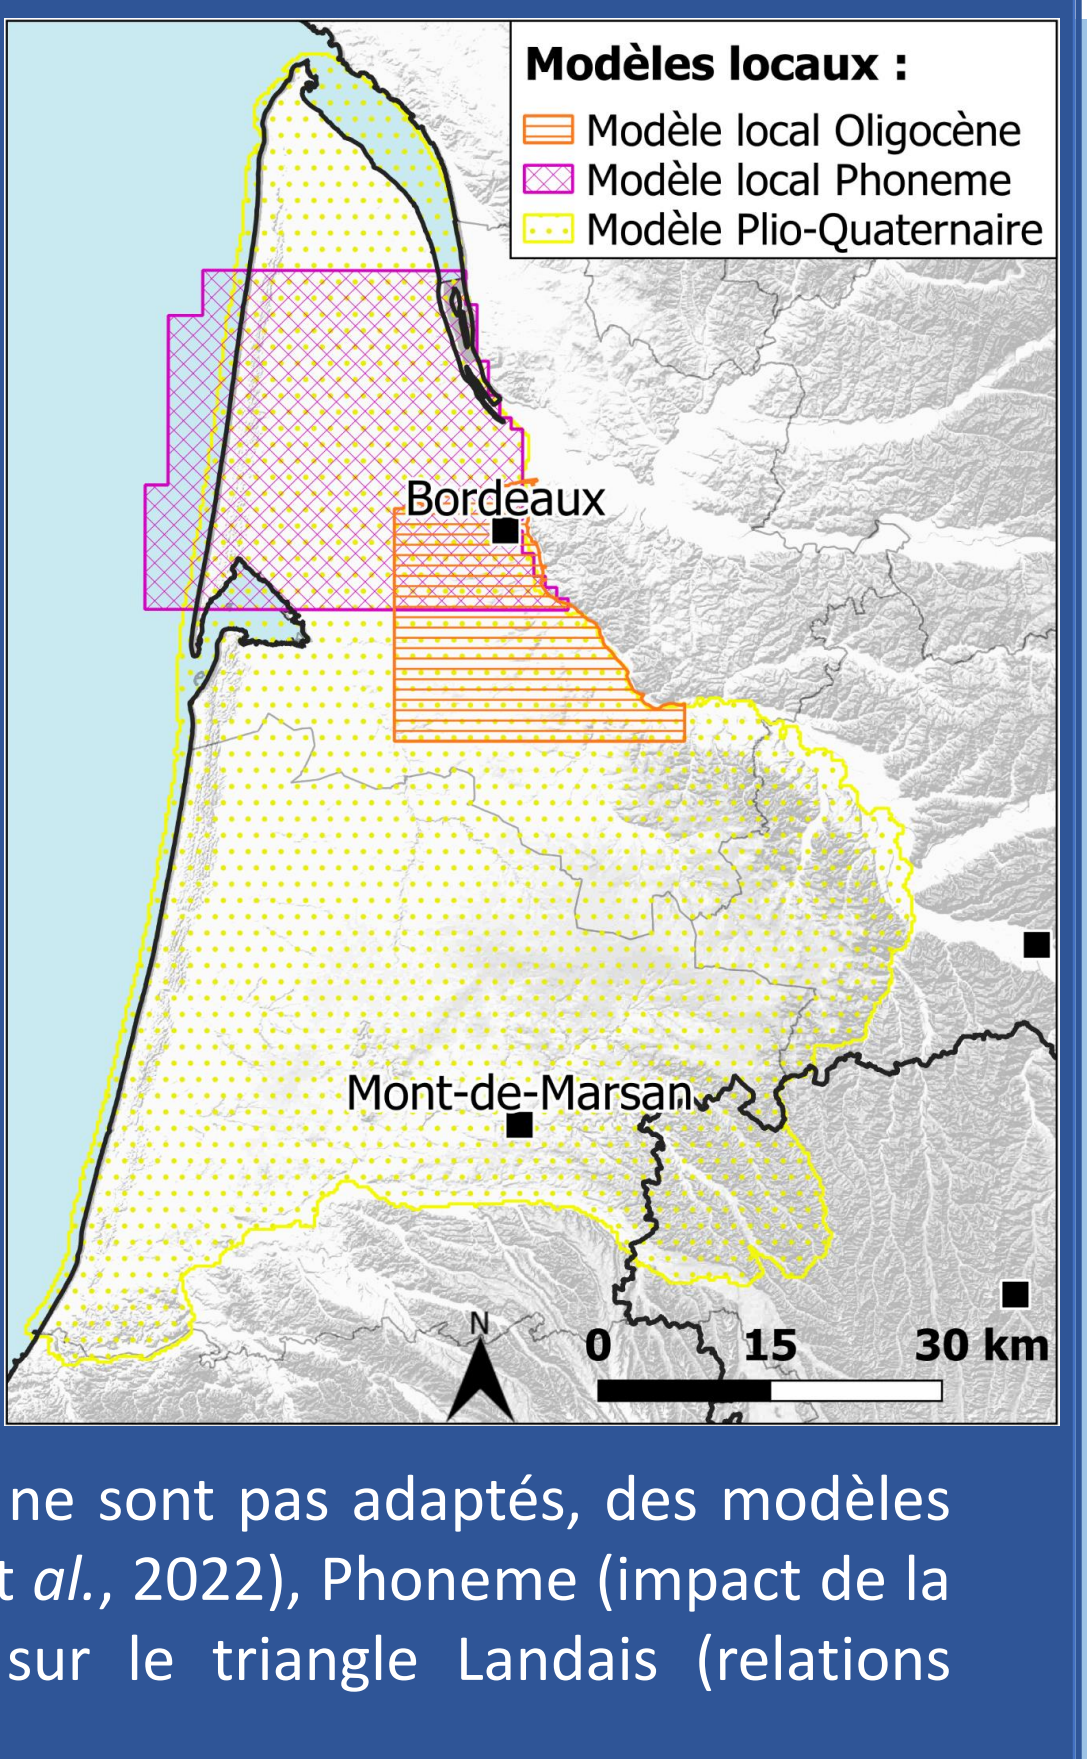 Modèles locaux :
Modèle local Oligocène
Modèle local Phoneme
Modèle Plio-Quaternaire
Bordeaux
Mont-de-Marsan
N
0 15 30 km
ne sont pas adaptés, des modèles
t al., 2022), Phoneme (impact de la
sur le triangle Landais (relations